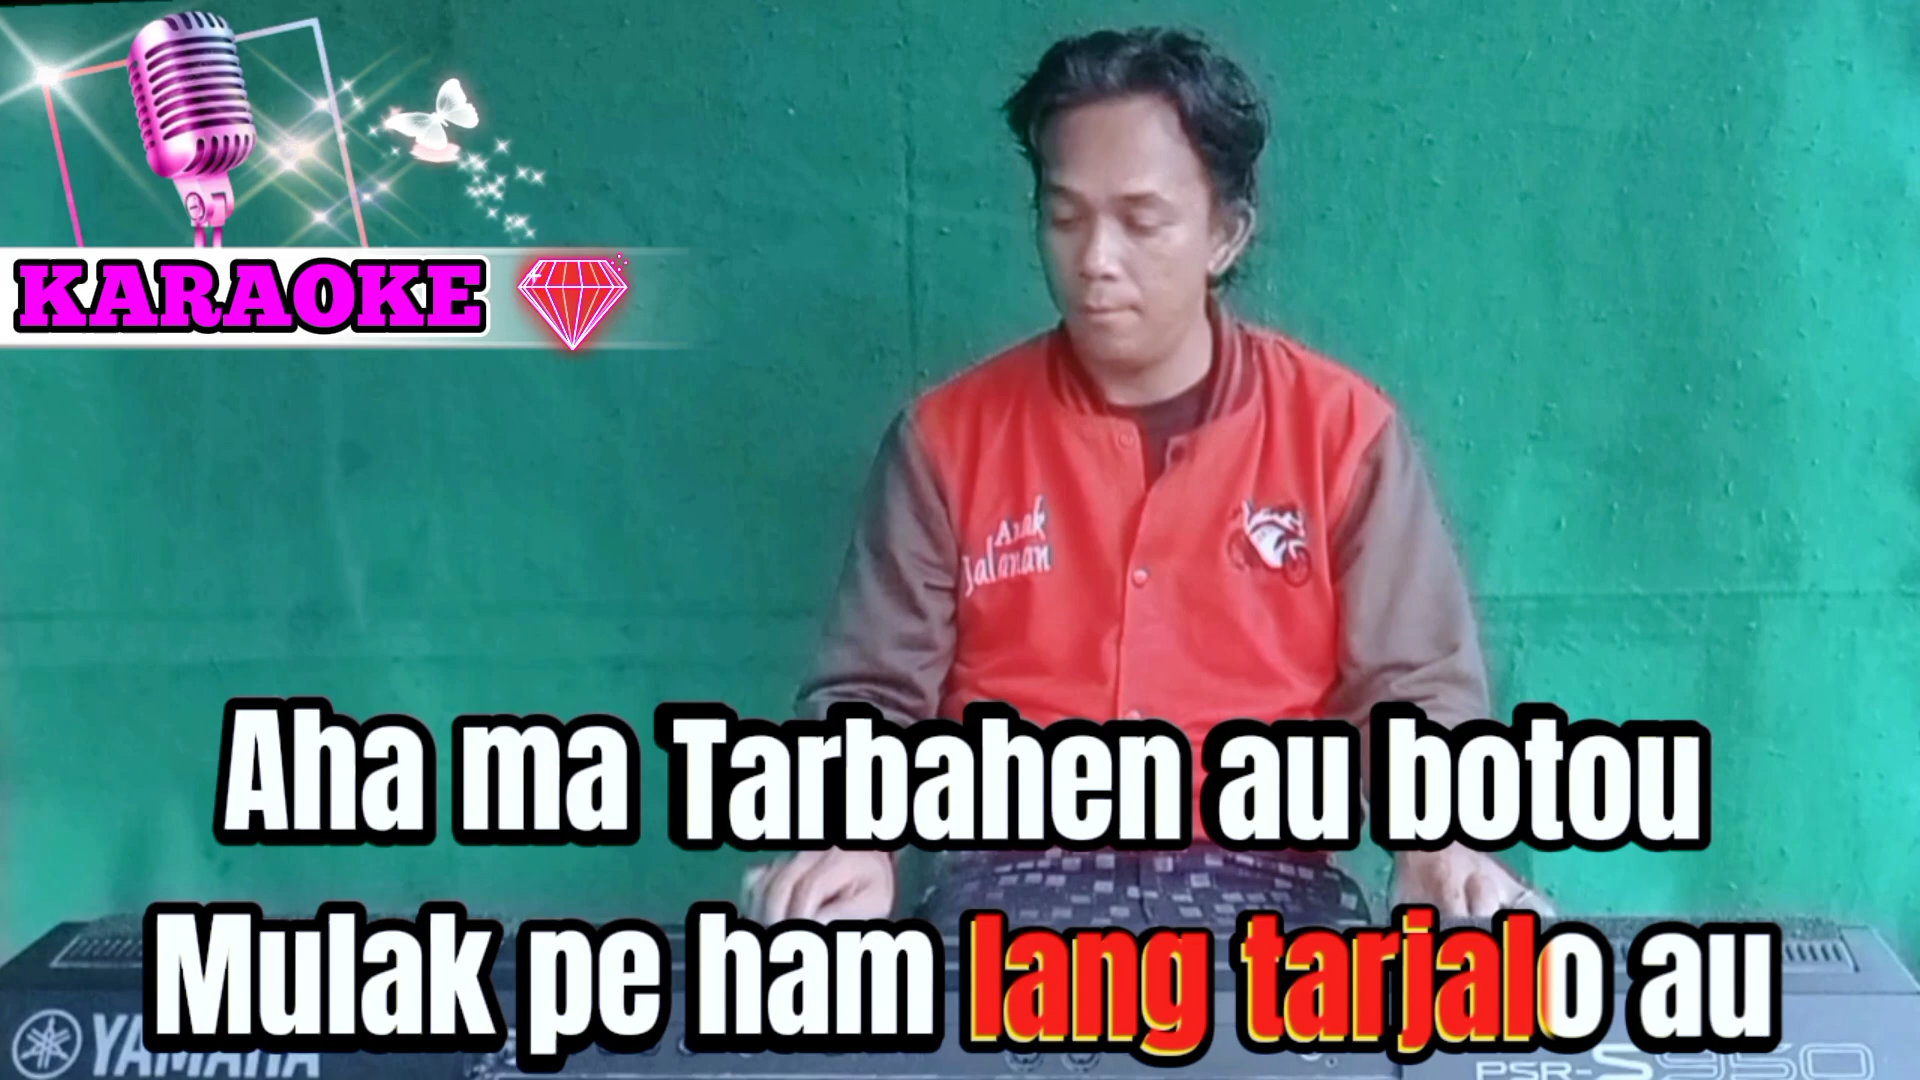 KARAOKE
Anak
Jalanan
Aha ma Tarbahen au botou
Mulak pe ham lang tarjalo au
YAMAHA
PSR-S950